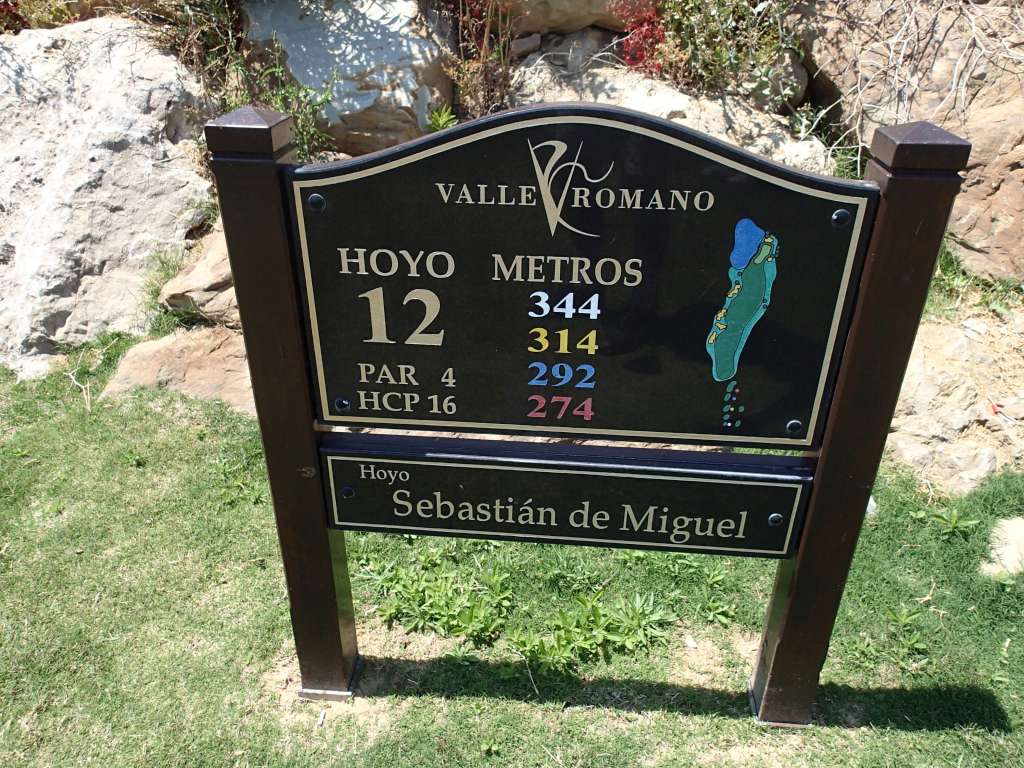 VALLE ROMANO
HOYO
12
PAR 4
HCP 16
METROS
344
314
292
274
Hoyo
Sebastián de Miguel